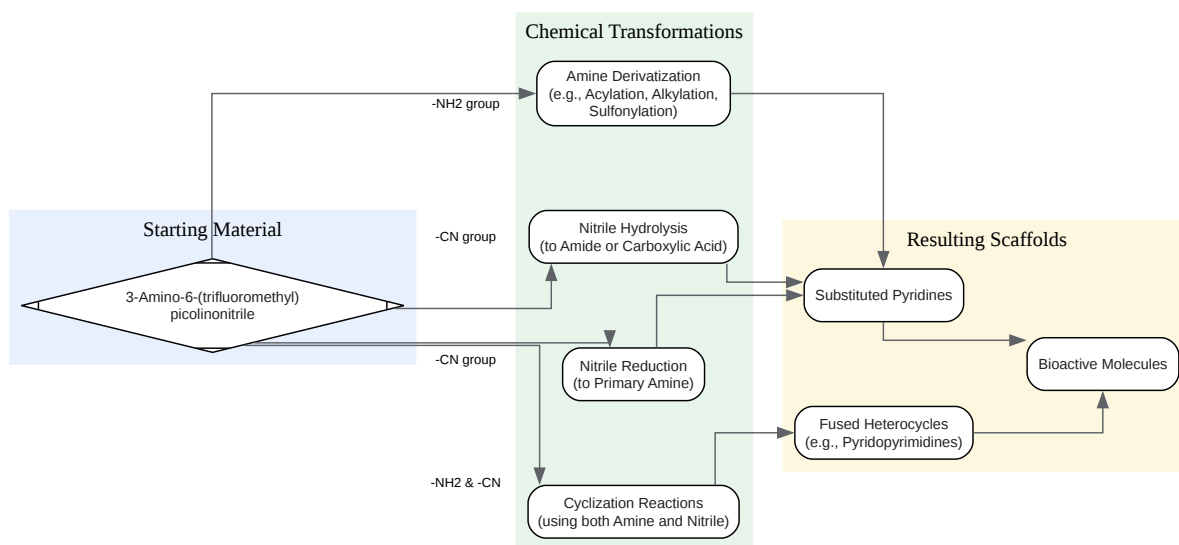 Chemical Transformations
Amine Derivatization
(e.g., Acylation, Alkylation,
Sulfonylation)
-NH2 group
Starting Material
3-Amino-6-(trifluoromethyl)
picolinonitrile
-CN group
Nitrile Hydrolysis
(to Amide or Carboxylic Acid)
-CN group
Nitrile Reduction
(to Primary Amine)
-NH2 & -CN
Cyclization Reactions
(using both Amine and Nitrile)
Resulting Scaffolds
Substituted Pyridines
Bioactive Molecules
Fused Heterocycles
(e.g., Pyridopyrimidines)